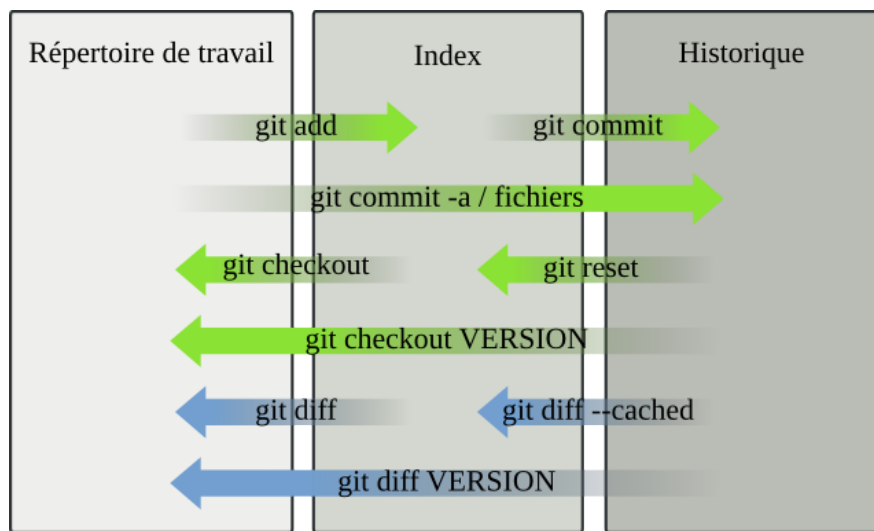 Répertoire de travail
Index
Historique
git add
git commit
git commit -a / fichiers
git checkout
git reset
git checkout VERSION
git diff
git diff --cached
git diff VERSION